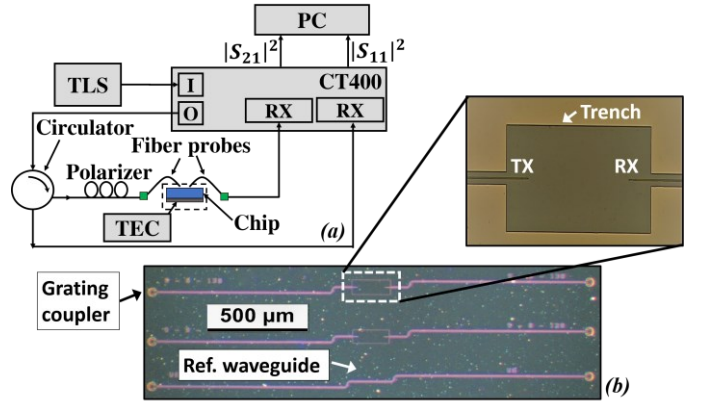 PC
|S₂₁|²
|S₁₁|²
TLS
I
CT400
O
RX
RX
Circulator
Fiber probes
Polarizer
Trench
TX
RX
TEC
Chip
(a)
Grating
coupler
500 μm
Ref. waveguide
(b)